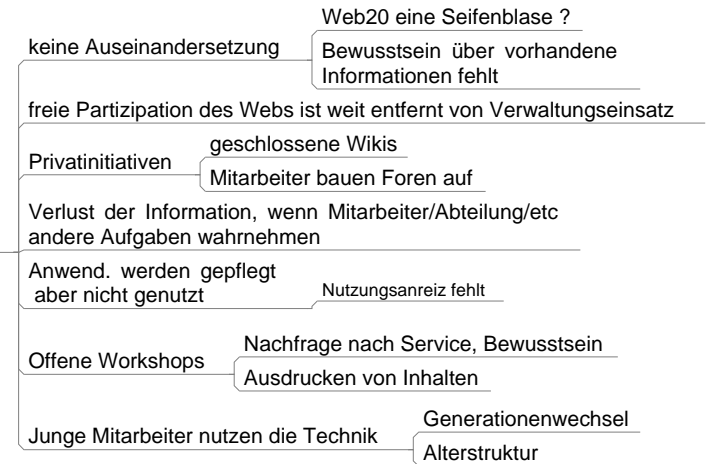 Web20 eine Seifenblase ?
keine Auseinandersetzung
Bewusstsein über vorhandene
Informationen fehlt
freie Partizipation des Webs ist weit entfernt von Verwaltungseinsatz
geschlossene Wikis
Privatinitiativen
Mitarbeiter bauen Foren auf
Verlust der Information, wenn Mitarbeiter/Abteilung/etc
andere Aufgaben wahrnehmen
Anwend. werden gepflegt
aber nicht genutzt
Nutzungsanreiz fehlt
Nachfrage nach Service, Bewusstsein
Offene Workshops
Ausdrucken von Inhalten
Generationenwechsel
Junge Mitarbeiter nutzen die Technik
Alterstruktur